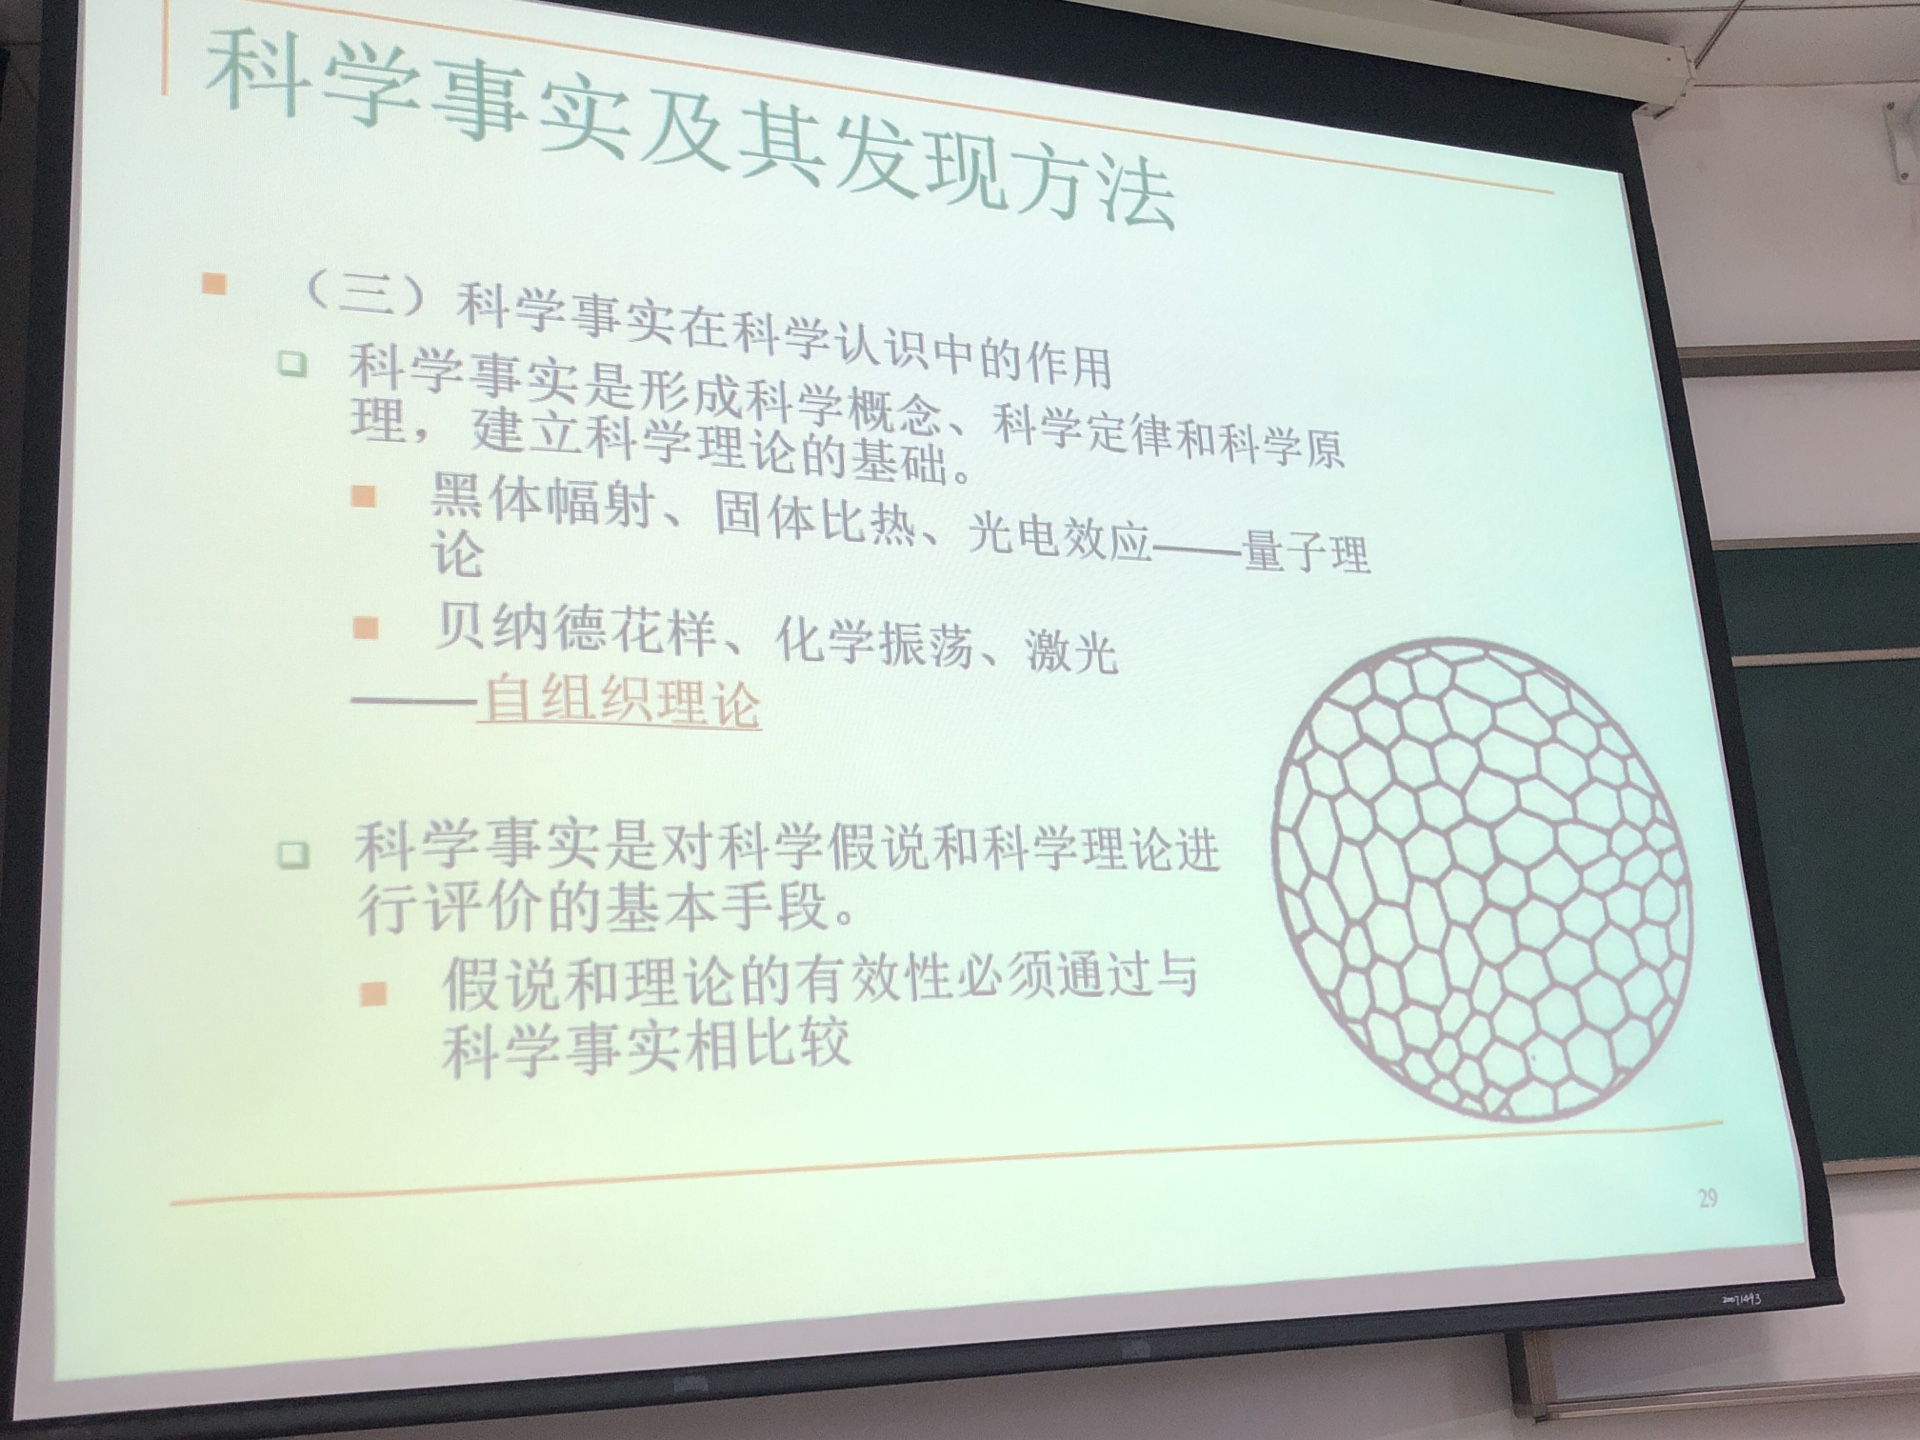 科学事实及其发现方法
（三）科学事实在科学认识中的作用
科学事实是形成科学概念、科学定律和科学原
理，建立科学理论的基础。
黑体幅射、固体比热、光电效应——量子理
论
贝纳德花样、化学振荡、激光
——自组织理论
科学事实是对科学假说和科学理论进
行评价的基本手段。
假说和理论的有效性必须通过与
科学事实相比较
29
20071493